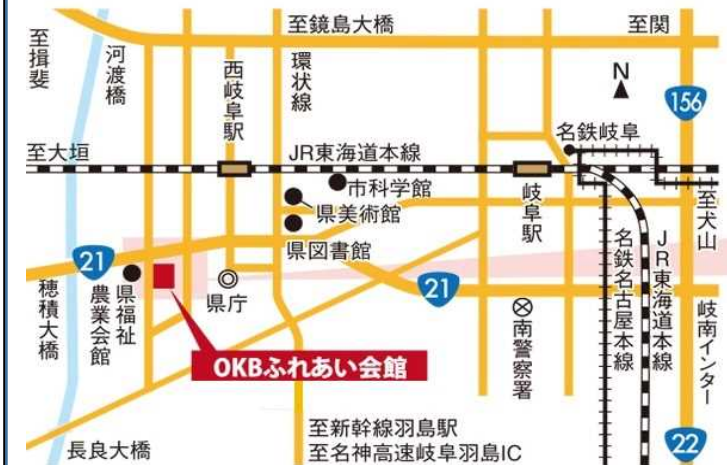 至鏡島大橋
至関
至揖斐
河渡橋
西岐阜駅
環状線
N
156
名鉄岐阜
至大垣
JR東海道本線
市科学館
県美術館
県図書館
岐阜駅
至犬山
21
県福祉
農業会館
穂積大橋
県庁
21
南警察署
名鉄名古屋本線
JR東海道本線
岐南インター
OKBふれあい会館
長良大橋
至新幹線羽島駅
至名神高速岐阜羽島IC
22